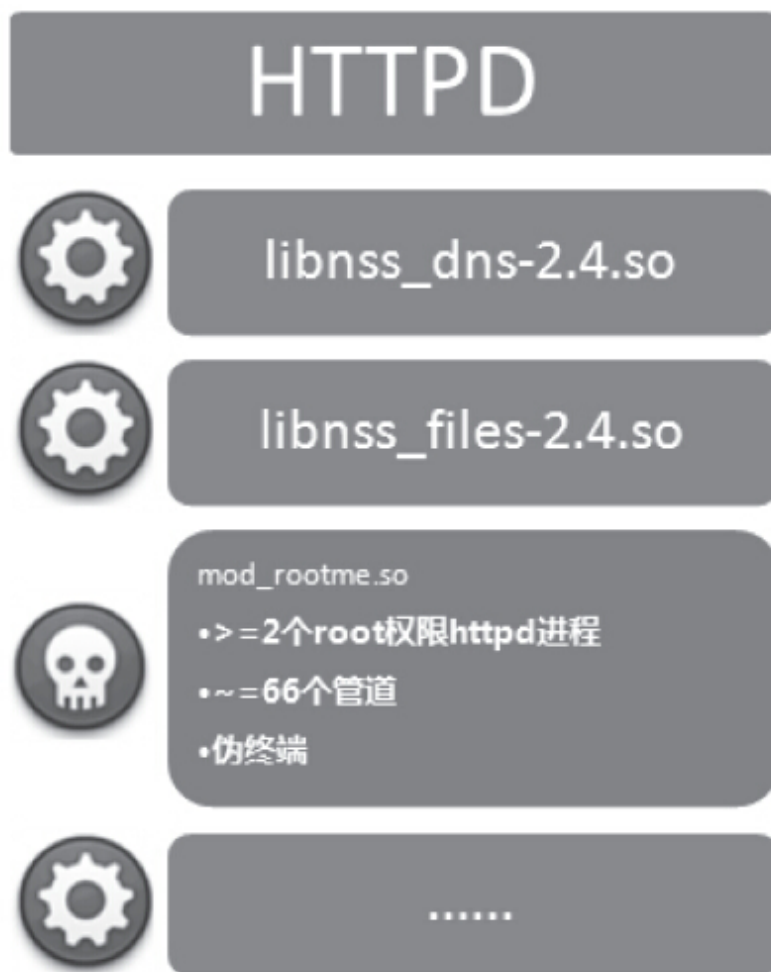 HTTPD
libnss_dns-2.4.so
libnss_files-2.4.so
mod_rootme.so
•>=2个root权限httpd进程
•~=66个管道
•伪终端
......